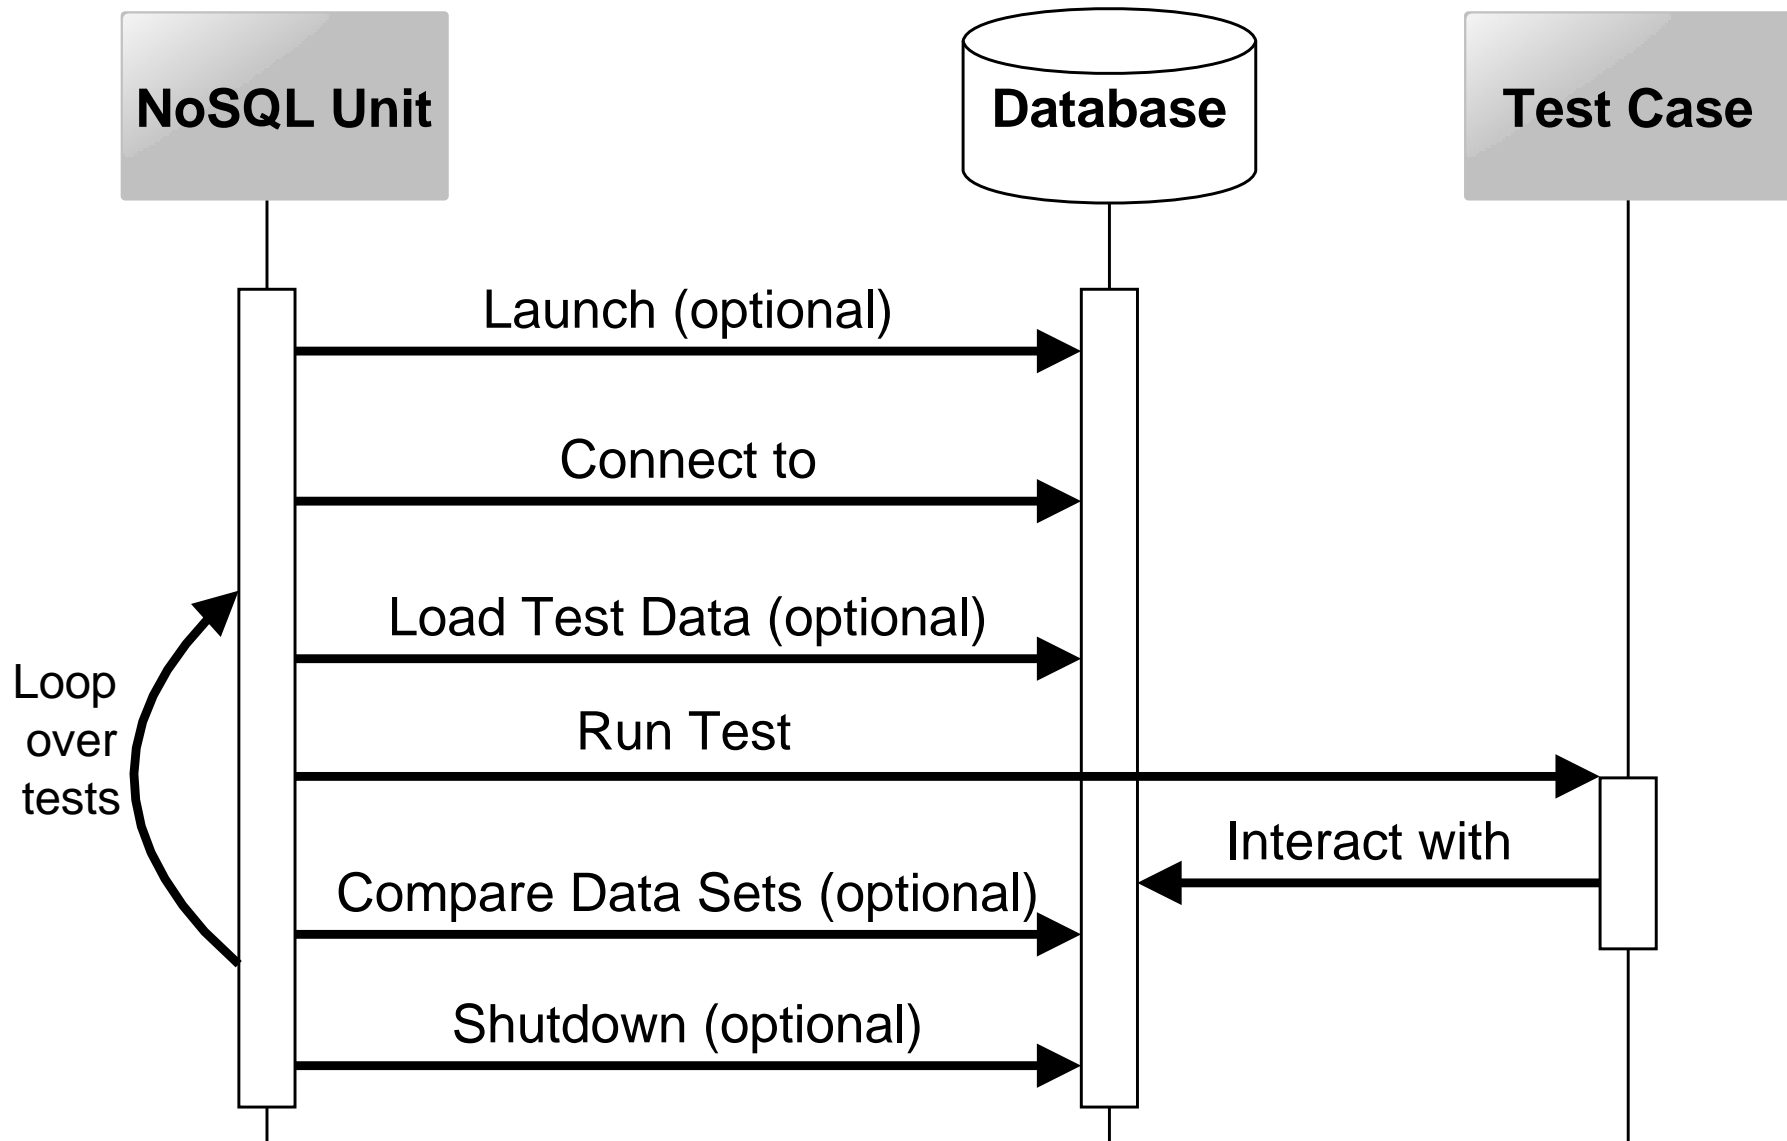 NoSQL Unit
Database
Test Case
Launch (optional)
Connect to
Load Test Data (optional)
Loop
over
tests
Run Test
Interact with
Compare Data Sets (optional)
Shutdown (optional)